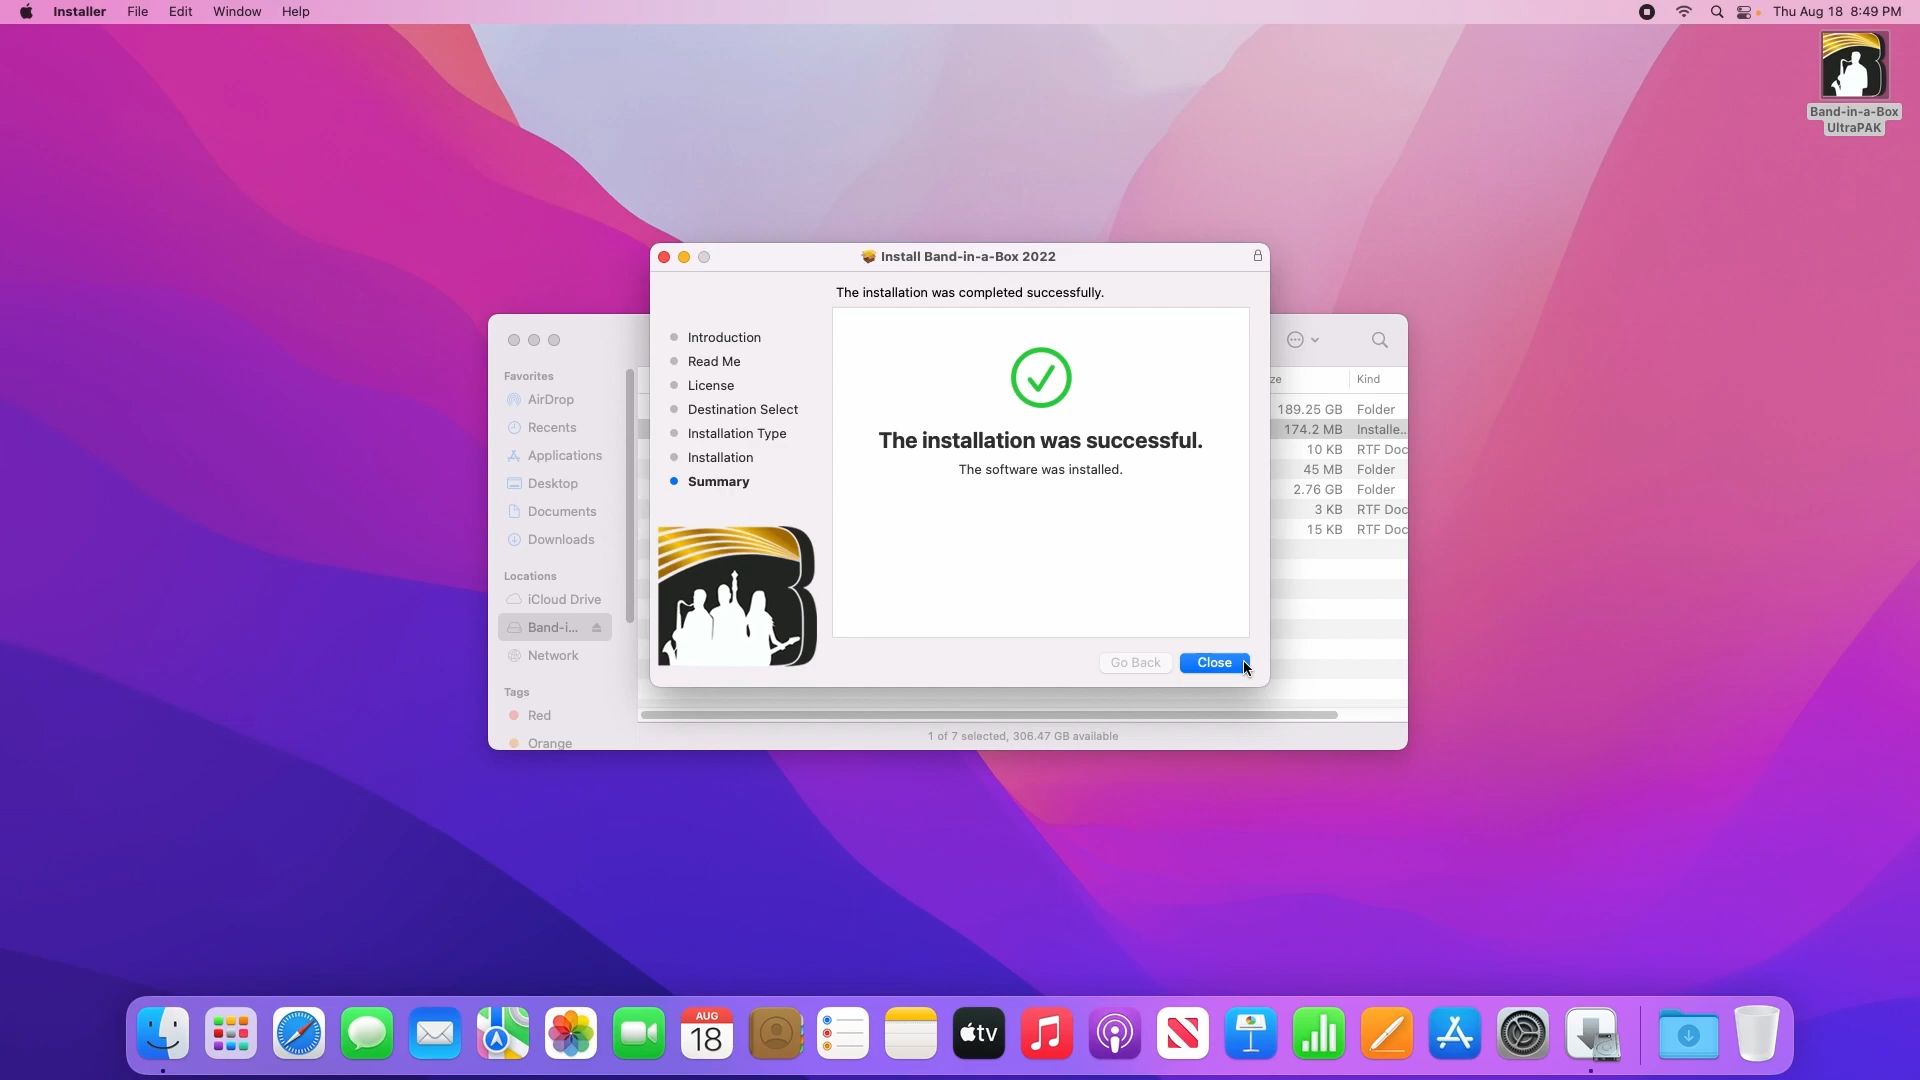 Installer File Edit Window Help
Thu Aug 18 8:49 PM
Band-in-a-Box
UltraPAK
Install Band-in-a-Box 2022
The installation was completed successfully.
Introduction
Read Me
License
Destination Select
Installation Type
Installation
Summary
The installation was successful.
The software was installed.
Go Back
Close
Favorites
AirDrop
Recents
Applications
Desktop
Documents
Downloads
Locations
iCloud Drive
Band-i...
Network
Tags
Red
Orange
ze Kind
189.25 GB Folder
174.2 MB Installe...
10 KB RTF Doc
45 MB Folder
2.76 GB Folder
3 KB RTF Doc
15 KB RTF Doc
1 of 7 selected, 306.47 GB available
AUG
18
tv